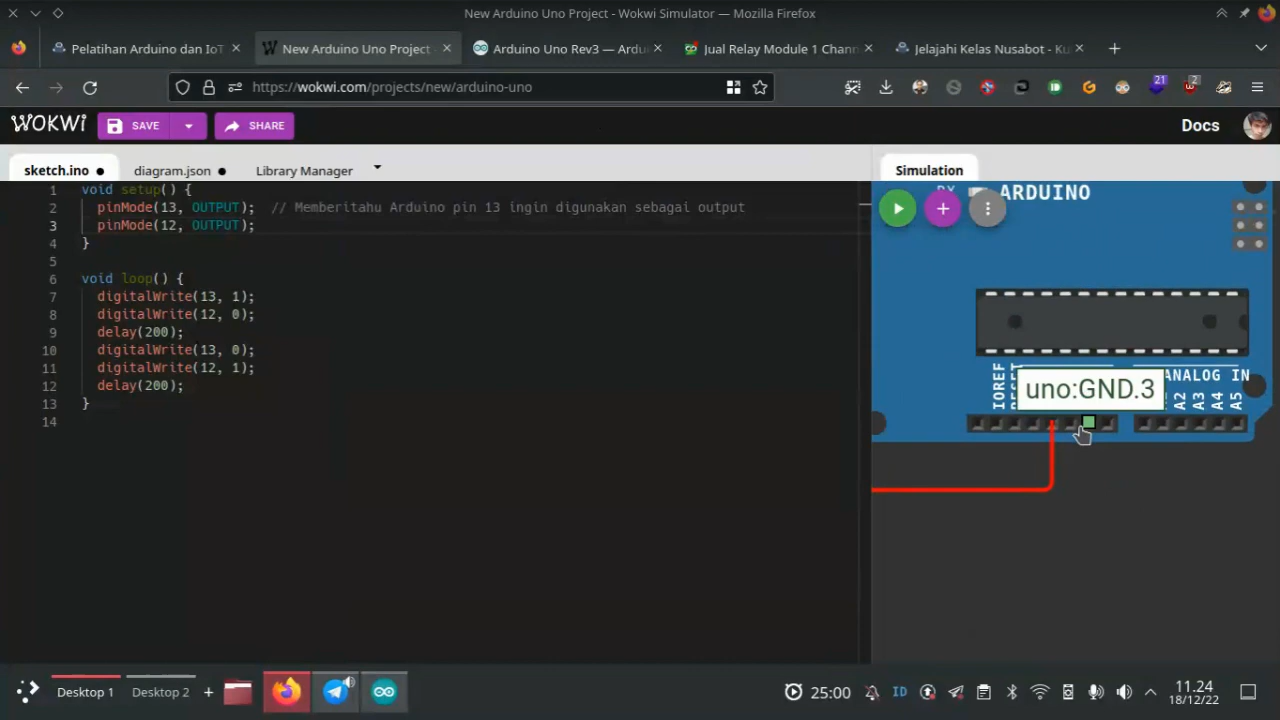 New Arduino Uno Project - Wokwi Simulator — Mozilla Firefox
Pelatihan Arduino dan IoT
New Arduino Uno Project -
Arduino Uno Rev3 — Ardu
Jual Relay Module 1 Chann
Jelajahi Kelas Nusabot - Ku
https://wokwi.com/projects/new/arduino-uno
21
2
WOKWI
SAVE
SHARE
Docs
sketch.ino
diagram.json
Library Manager
Simulation
1 void setup() {
2 pinMode(13, OUTPUT); // Memberitahu Arduino pin 13 ingin digunakan sebagai output
3 pinMode(12, OUTPUT);
4 }
5
6 void loop() {
7 digitalWrite(13, 1);
8 digitalWrite(12, 0);
9 delay(200);
10 digitalWrite(13, 0);
11 digitalWrite(12, 1);
12 delay(200);
13 }
14
ARDUINO
IOREF
uno:GND.3
ANALOG IN
A2
A3
A4
A5
Desktop 1
Desktop 2
25:00
ID
11.24
18/12/22